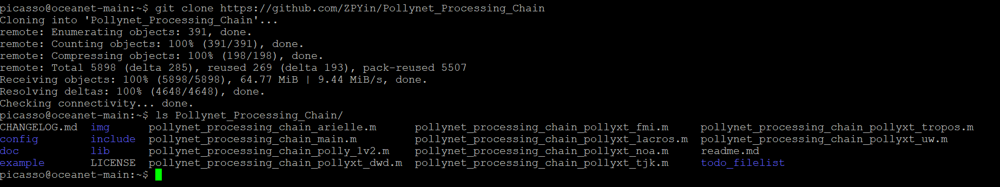 picasso@oceanet-main:~$ git clone https://github.com/ZPYin/Pollynet_Processing_Chain
Cloning into 'Pollynet_Processing_Chain'...
remote: Enumerating objects: 391, done.
remote: Counting objects: 100% (391/391), done.
remote: Compressing objects: 100% (198/198), done.
remote: Total 5898 (delta 285), reused 269 (delta 193), pack-reused 5507
Receiving objects: 100% (5898/5898), 64.77 MiB | 9.44 MiB/s, done.
Resolving deltas: 100% (4648/4648), done.
Checking connectivity... done.
picasso@oceanet-main:~$ ls Pollynet_Processing_Chain/
CHANGELOG.md  img      pollynet_processing_chain_arielle.m      pollynet_processing_chain_pollyxt_fmi.m     pollynet_processing_chain_pollyxt_tropos.m
config        include  pollynet_processing_chain_main.m         pollynet_processing_chain_pollyxt_lacros.m  pollynet_processing_chain_pollyxt_uw.m
doc           lib      pollynet_processing_chain_polly_1v2.m    pollynet_processing_chain_pollyxt_noa.m     readme.md
example       LICENSE  pollynet_processing_chain_pollyxt_dwd.m  pollynet_processing_chain_pollyxt_tjk.m     todo_filelist
picasso@oceanet-main:~$